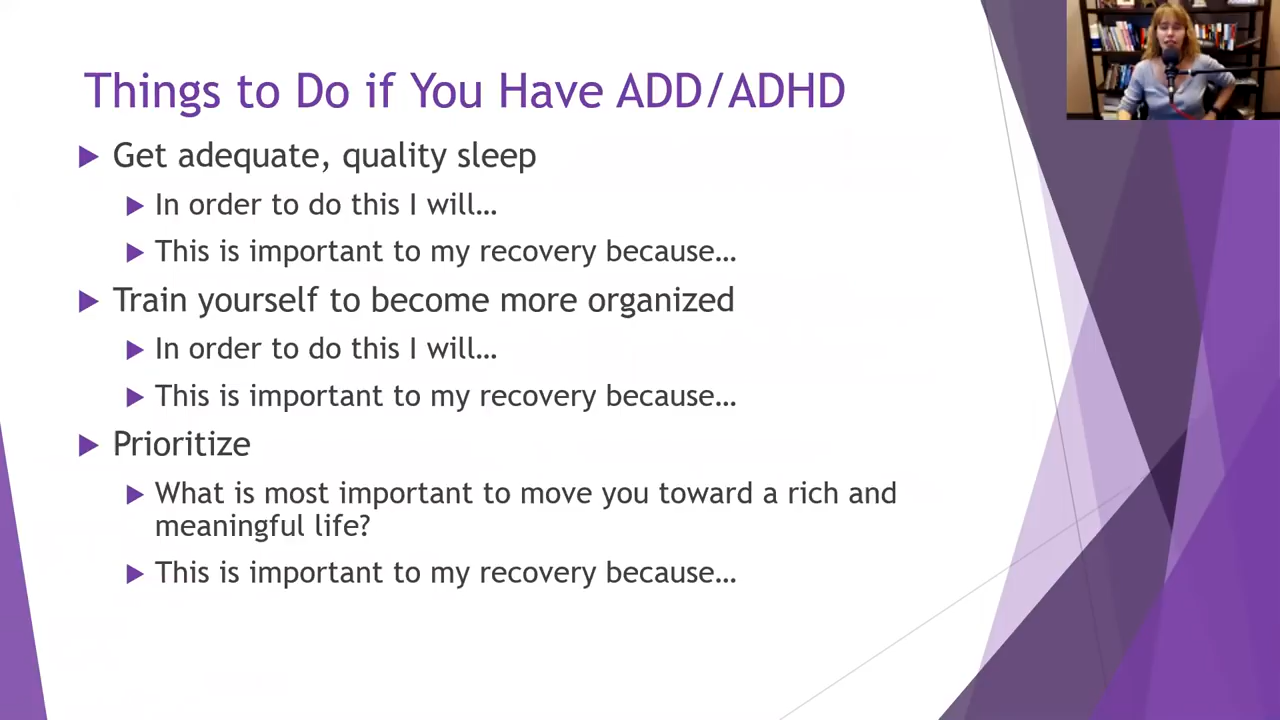 Things to Do if You Have ADD/ADHD
Get adequate, quality sleep
In order to do this I will…
This is important to my recovery because…
Train yourself to become more organized
In order to do this I will…
This is important to my recovery because…
Prioritize
What is most important to move you toward a rich and
meaningful life?
This is important to my recovery because…